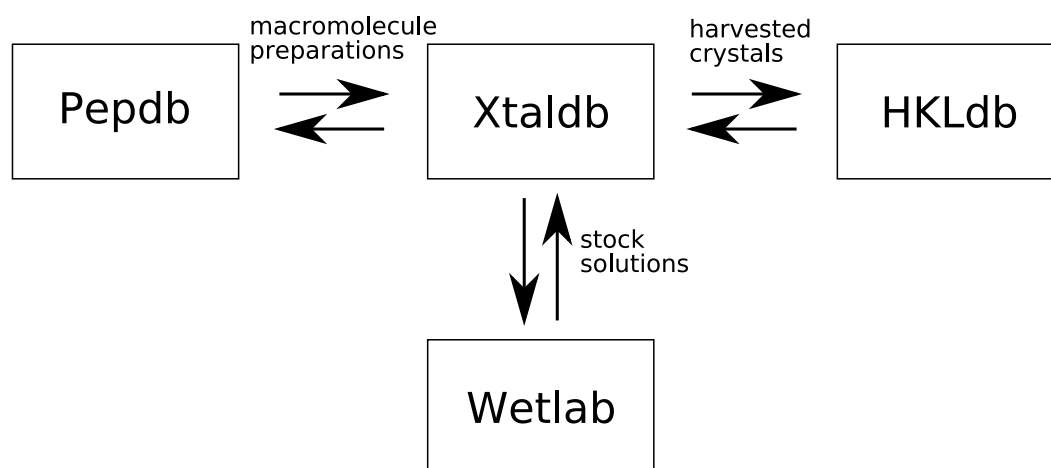 macromolecule
preparations
harvested
crystals
Pepdb
Xtaldb
HKLdb
stock
solutions
Wetlab